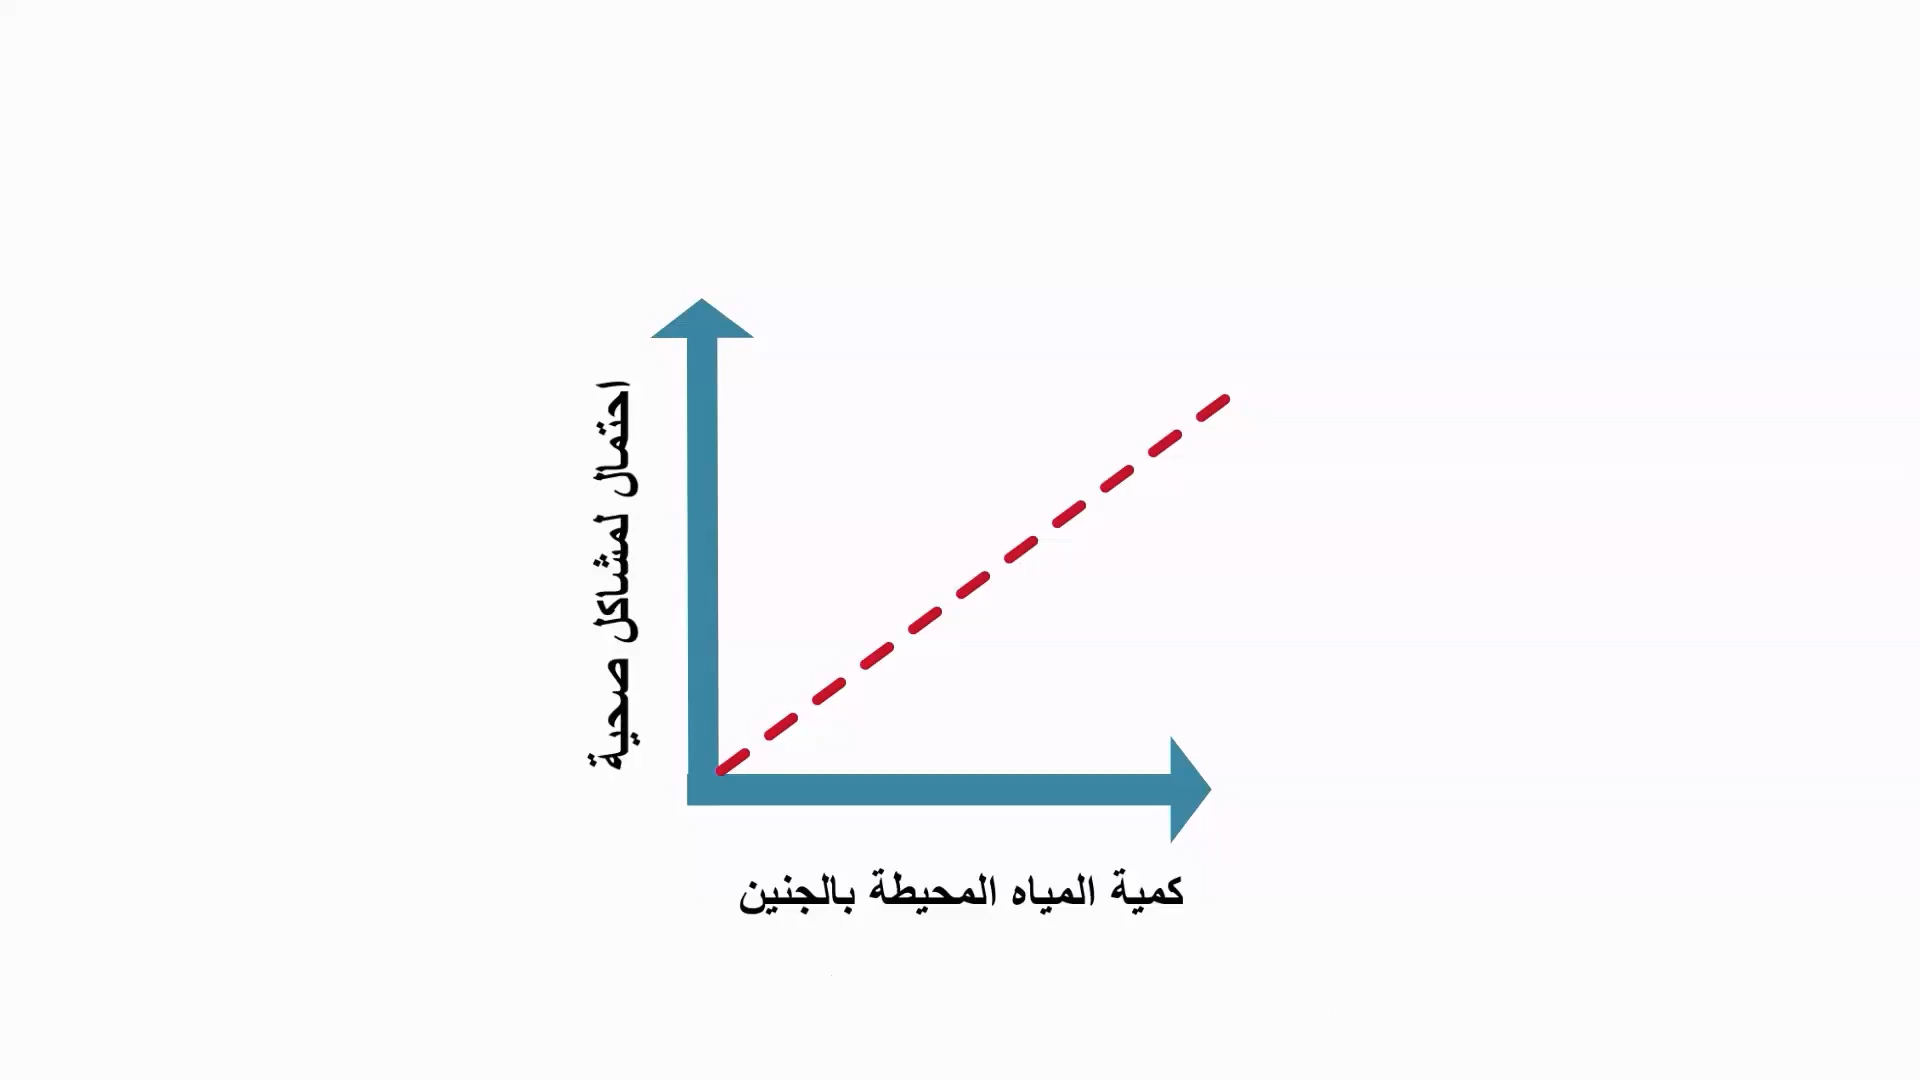 احتمال لمشاكل صحية
كمية المياه المحيطة بالجنين